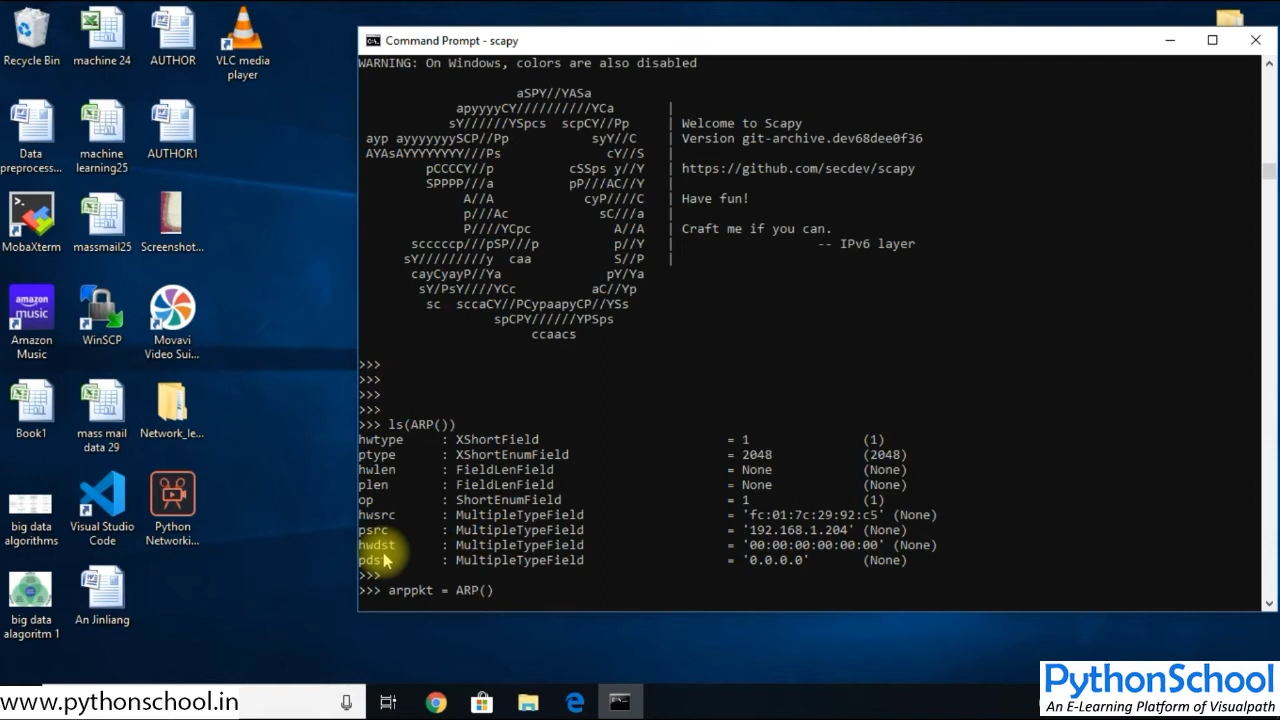 Recycle Bin
machine 24
AUTHOR
VLC media
player
Data
preprocess...
machine
learning25
AUTHOR1
MobaXterm
massmail25
Screenshot...
amazon
music
Amazon
Music
WinSCP
Movavi
Video Sui...
Book1
mass mail
data 29
Network_le...
big data
algorithms
Visual Studio
Code
Python
Networki...
big data
alagoritm 1
An Jinliang
Command Prompt - scapy
WARNING: On Windows, colors are also disabled
aSPY//YASa
apyyyyCY//////////YCa |
sY//////YSpcs scpCY//Pp | Welcome to Scapy
ayp ayyyyyyySCP//Pp syY//C | Version git-archive.dev68dee0f36
AYAsAYYYYYYYY///Ps cY//S |
pCCCCY//p cSSps y//Y | https://github.com/secdev/scapy
SPPPP///a pP///AC//Y |
A//A cyP////C | Have fun!
p///Ac sC///a |
P////YCpc A//A | Craft me if you can.
scccccp///pSP///p p//Y | -- IPv6 layer
sY/////////y caa S//P |
cayCyayP//Ya pY/Ya
sY/PsY////YCc aC//Yp
sc sccaCY//PCypaapyCP//YSs
spCPY//////YPSps
ccaacs
>>>
>>>
>>>
>>>
>>> ls(ARP())
hwtype : XShortField = 1 (1)
ptype : XShortEnumField = 2048 (2048)
hwlen : FieldLenField = None (None)
plen : FieldLenField = None (None)
op : ShortEnumField = 1 (1)
hwsrc : MultipleTypeField = 'fc:01:7c:29:92:c5' (None)
psrc : MultipleTypeField = '192.168.1.204' (None)
hwdst : MultipleTypeField = '00:00:00:00:00:00' (None)
pdst : MultipleTypeField = '0.0.0.0' (None)
>>>
>>> arppkt = ARP()
www.pythonschool.in
PythonSchool
An E-Learning Platform of Visualpath